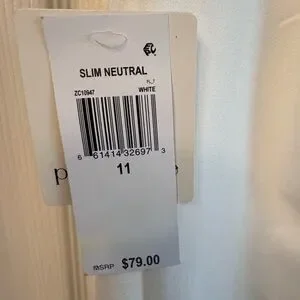 SLIM NEUTRAL
ZC10947
WHITE
6 61414 32697 3
11
MSRP $79.00